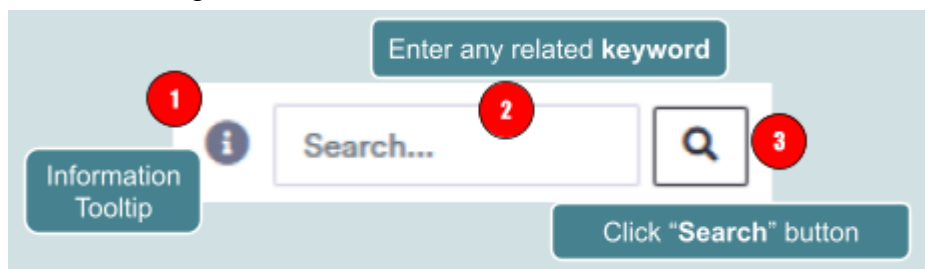 Enter any related keyword
1
2
i
Search...
3
Information
Tooltip
Click “Search” button